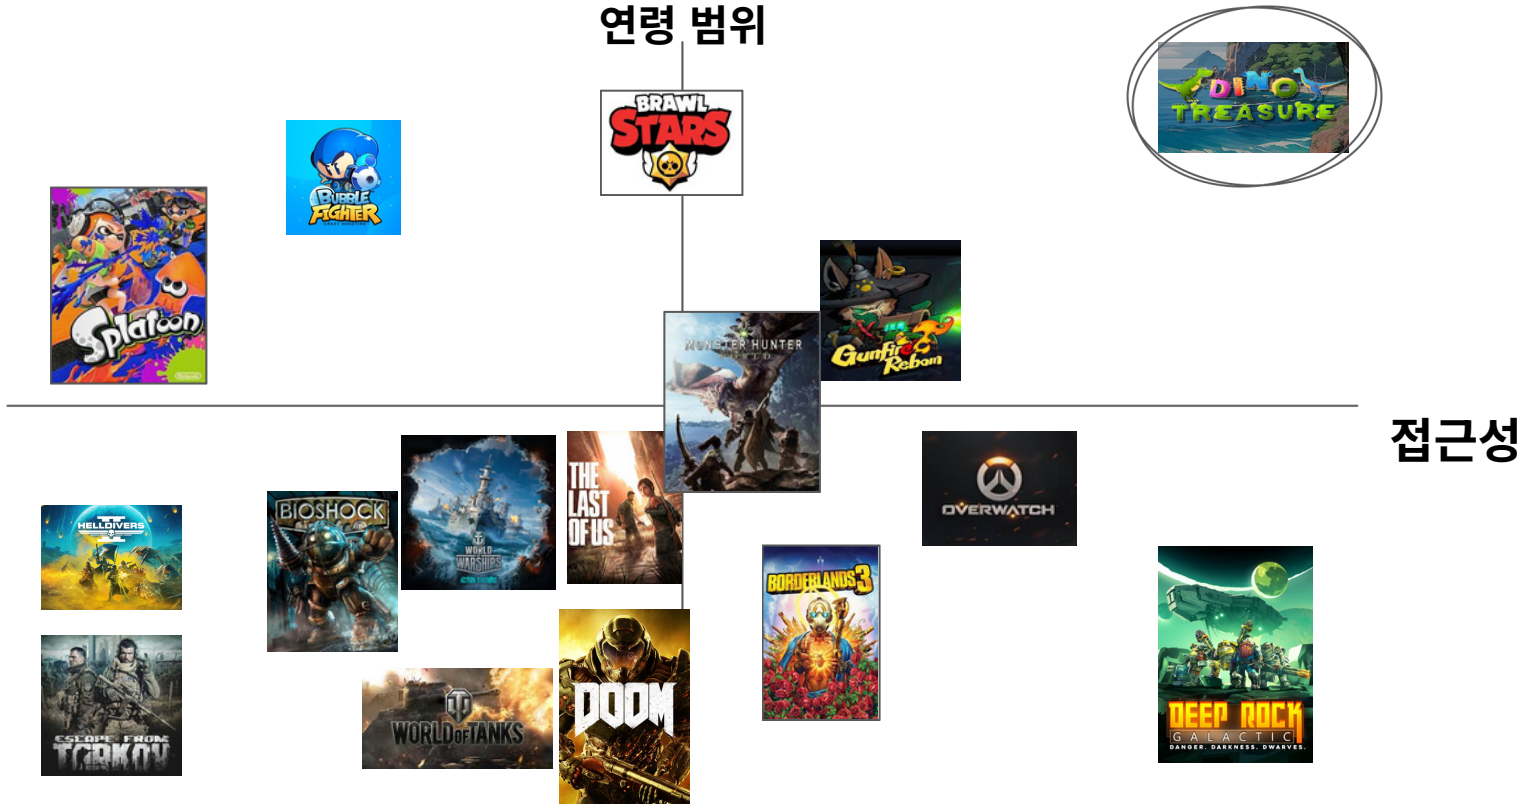 연령 범위
DINO
TREASURE
BRAWL
STARS
BUBBLE
FIGHTER
Splatoon
Nintendo
MONSTER HUNTER
WORLD
Gunfire
Reborn
접근성
HELLDIVERS
II
BIOSHOCK
WORLD
OF
WARSHIPS
THE
LAST
OF US
OVERWATCH
BORDERLANDS 3
ESCAPE FROM
TARKOV
WORLD OF TANKS
DOOM
DEEP ROCK
GALACTIC
DANGER. DARKNESS. DWARVES.